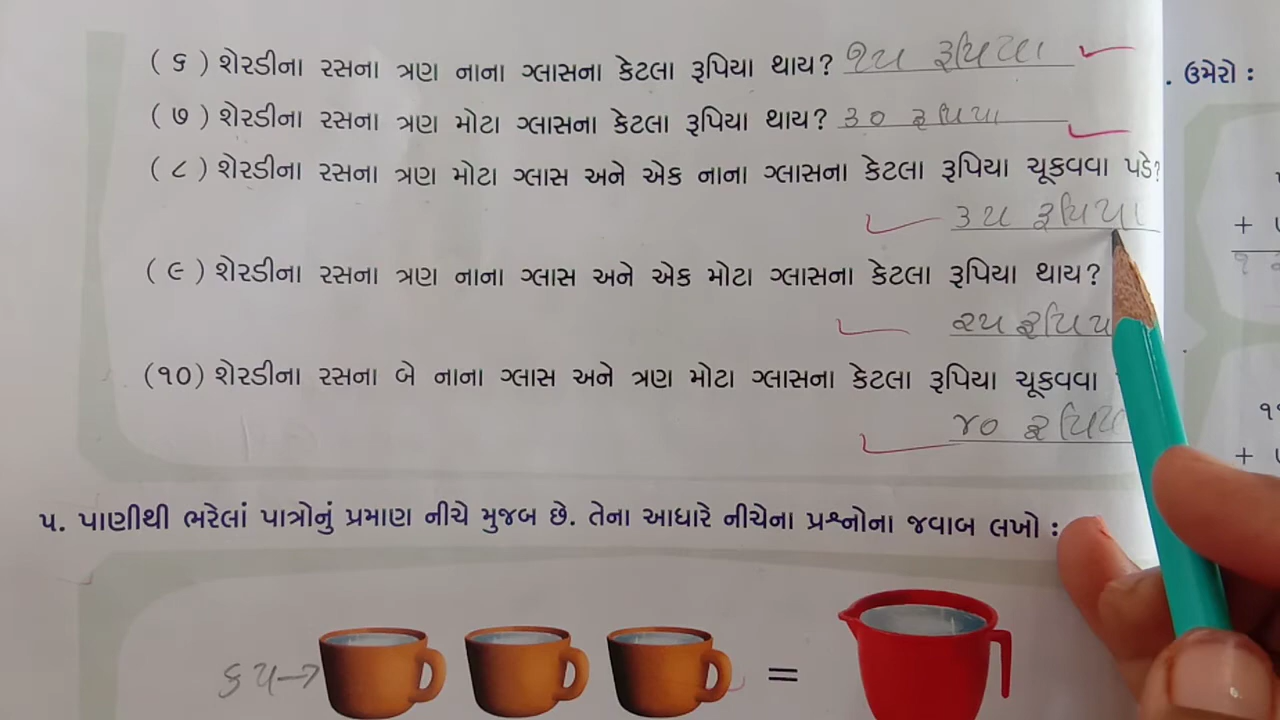 (૬) શેરડીના રસના ત્રણ નાના ગ્લાસના કેટલા રૂપિયા થાય? ૧૫ રૂપિયા
(૭) શેરડીના રસના ત્રણ મોટા ગ્લાસના કેટલા રૂપિયા થાય? ૩૦ રૂપિયા
(૮) શેરડીના રસના ત્રણ મોટા ગ્લાસ અને એક નાના ગ્લાસના કેટલા રૂપિયા ચૂકવવા પડે?
૩૫ રૂપિયા
(૯) શેરડીના રસના ત્રણ નાના ગ્લાસ અને એક મોટા ગ્લાસના કેટલા રૂપિયા થાય?
૨૫ રૂપિય
(૧૦) શેરડીના રસના બે નાના ગ્લાસ અને ત્રણ મોટા ગ્લાસના કેટલા રૂપિયા ચૂકવવા
૪૦ રૂપિય
૫. પાણીથી ભરેલાં પાત્રોનું પ્રમાણ નીચે મુજબ છે. તેના આધારે નીચેના પ્રશ્નોના જવાબ લખો :
કપ→
=
. ઉમેરો :
+
૧
+